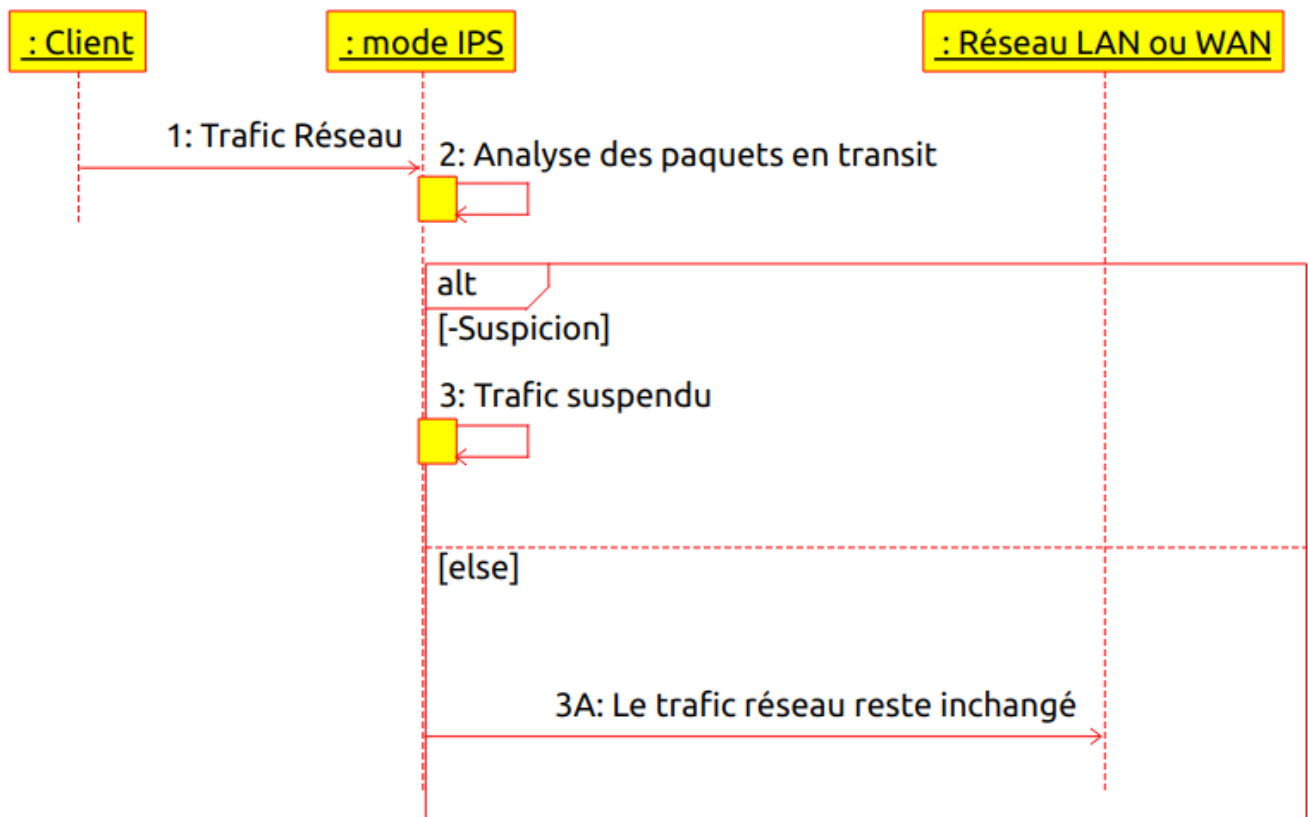 : Client
: mode IPS
: Réseau LAN ou WAN
1: Trafic Réseau
2: Analyse des paquets en transit
alt
[-Suspicion]
3: Trafic suspendu
[else]
3A: Le trafic réseau reste inchangé